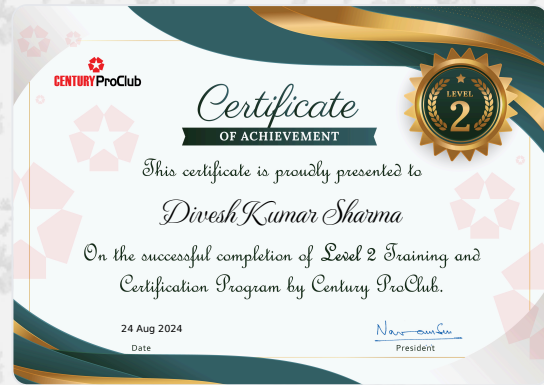 CENTURY ProClub
Certificate
OF ACHIEVEMENT
LEVEL
2
This certificate is proudly presented to
Divesh Kumar Sharma
On the successful completion of Level 2 Training and
Certification Program by Century ProClub.
24 Aug 2024
Date
President